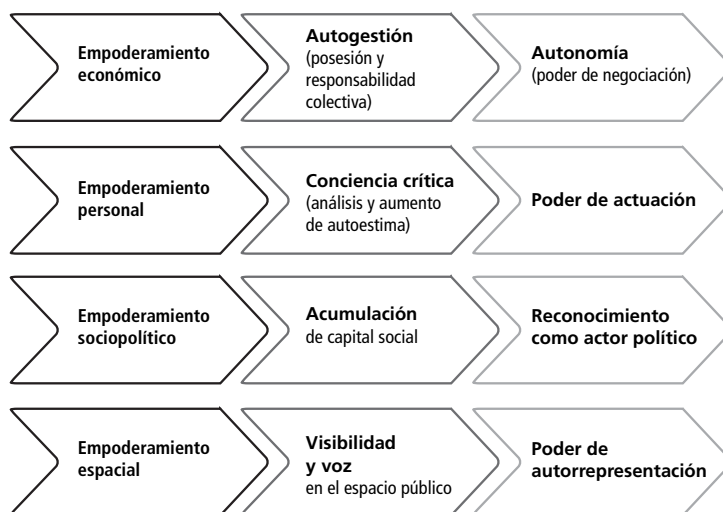 Empoderamiento
económico
Autogestión
(posesión y
responsabilidad
colectiva)
Autonomía
(poder de negociación)
Empoderamiento
personal
Conciencia crítica
(análisis y aumento
de autoestima)
Poder de actuación
Empoderamiento
sociopolítico
Acumulación
de capital social
Reconocimiento
como actor político
Empoderamiento
espacial
Visibilidad
y voz
en el espacio público
Poder de
autorrepresentación